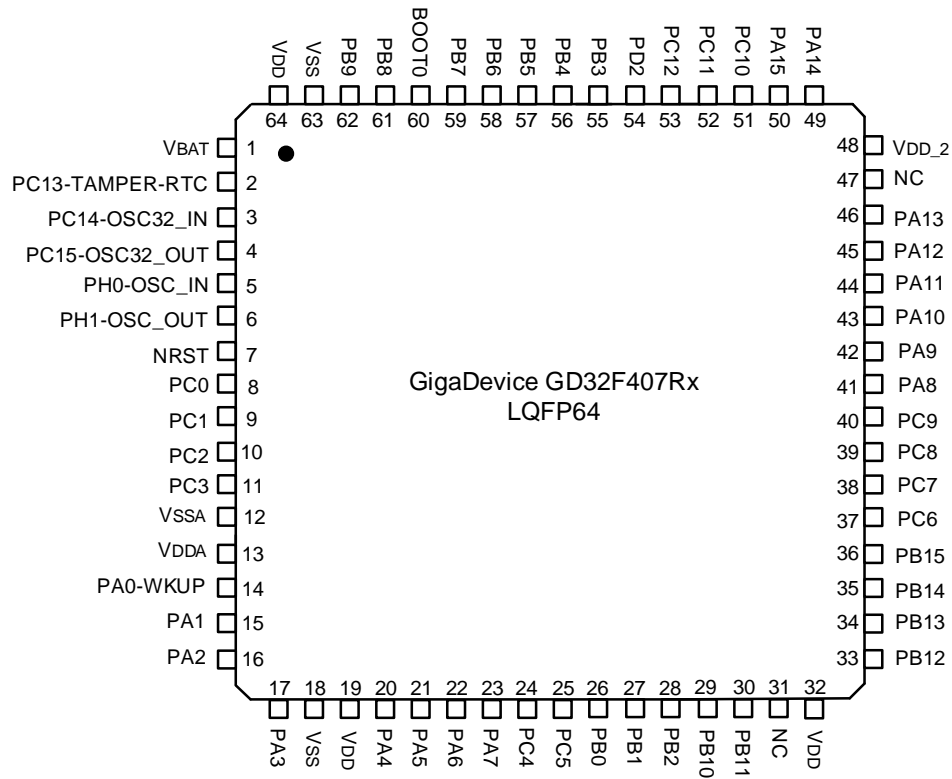 VDD VSS PB9 PB8 BOOT0 PB7 PB6 PB5 PB4 PB3 PD2 PC12 PC11 PC10 PA15 PA14
64 63 62 61 60 59 58 57 56 55 54 53 52 51 50 49
VBAT 1 48 VDD_2
PC13-TAMPER-RTC 2 47 NC
PC14-OSC32_IN 3 46 PA13
PC15-OSC32_OUT 4 45 PA12
PH0-OSC_IN 5 44 PA11
PH1-OSC_OUT 6 43 PA10
NRST 7 42 PA9
PC0 8 41 PA8
GigaDevice GD32F407Rx
LQFP64
PC1 9 40 PC9
PC2 10 39 PC8
PC3 11 38 PC7
VSSA 12 37 PC6
VDDA 13 36 PB15
PA0-WKUP 14 35 PB14
PA1 15 34 PB13
PA2 16 33 PB12
17 18 19 20 21 22 23 24 25 26 27 28 29 30 31 32
PA3 VSS VDD PA4 PA5 PA6 PA7 PC4 PC5 PB0 PB1 PB2 PB10 PB11 NC VDD